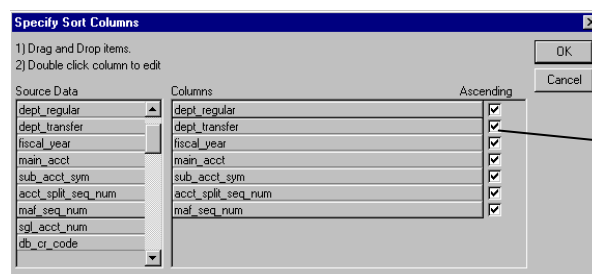 Specify Sort Columns
1) Drag and Drop items.
2) Double click column to edit
OK
Cancel
Source Data Columns Ascending
dept_regular dept_regular
dept_transfer dept_transfer
fiscal_year fiscal_year
main_acct main_acct
sub_acct_sym sub_acct_sym
acct_split_seq_num acct_split_seq_num
maf_seq_num maf_seq_num
sgl_acct_num
db_cr_code